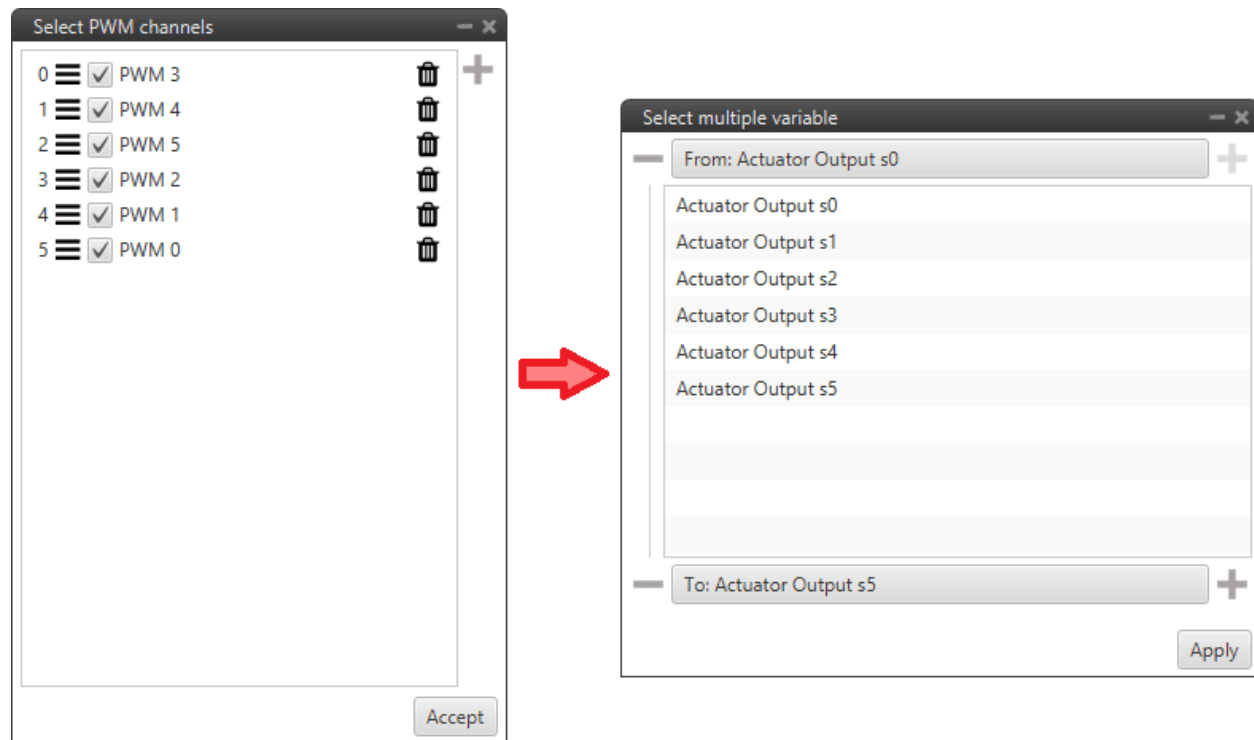 Select PWM channels
0 PWM 3
1 PWM 4
2 PWM 5
3 PWM 2
4 PWM 1
5 PWM 0
Accept
Select multiple variable
From: Actuator Output s0
Actuator Output s0
Actuator Output s1
Actuator Output s2
Actuator Output s3
Actuator Output s4
Actuator Output s5
To: Actuator Output s5
Apply